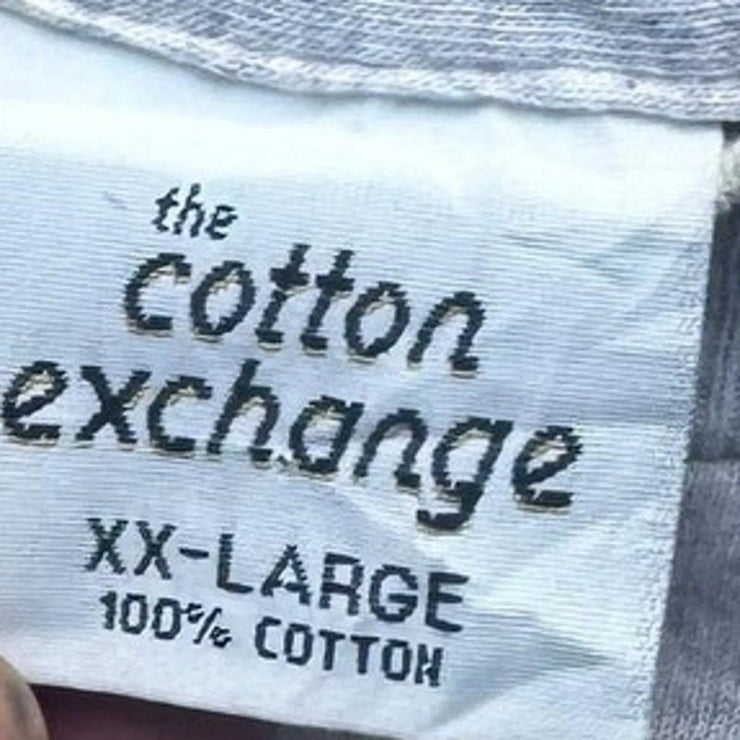 the
cotton
exchange
XX-LARGE
100% COTTON